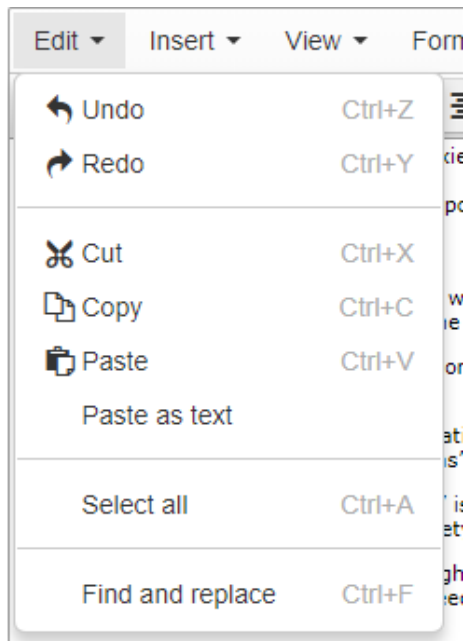 Edit Insert View
Undo Ctrl+Z
Redo Ctrl+Y
Cut Ctrl+X
Copy Ctrl+C
Paste Ctrl+V
Paste as text
Select all Ctrl+A
Find and replace Ctrl+F